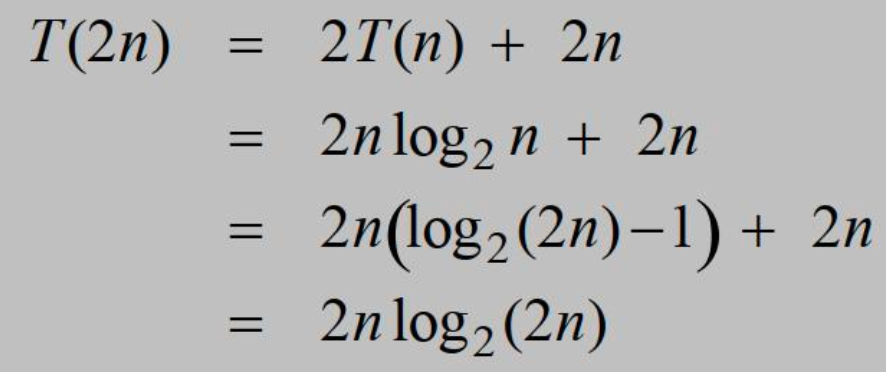 T(2n) = 2T(n) + 2n
= 2n log₂ n + 2n
= 2n(log₂(2n)−1) + 2n
= 2n log₂(2n)